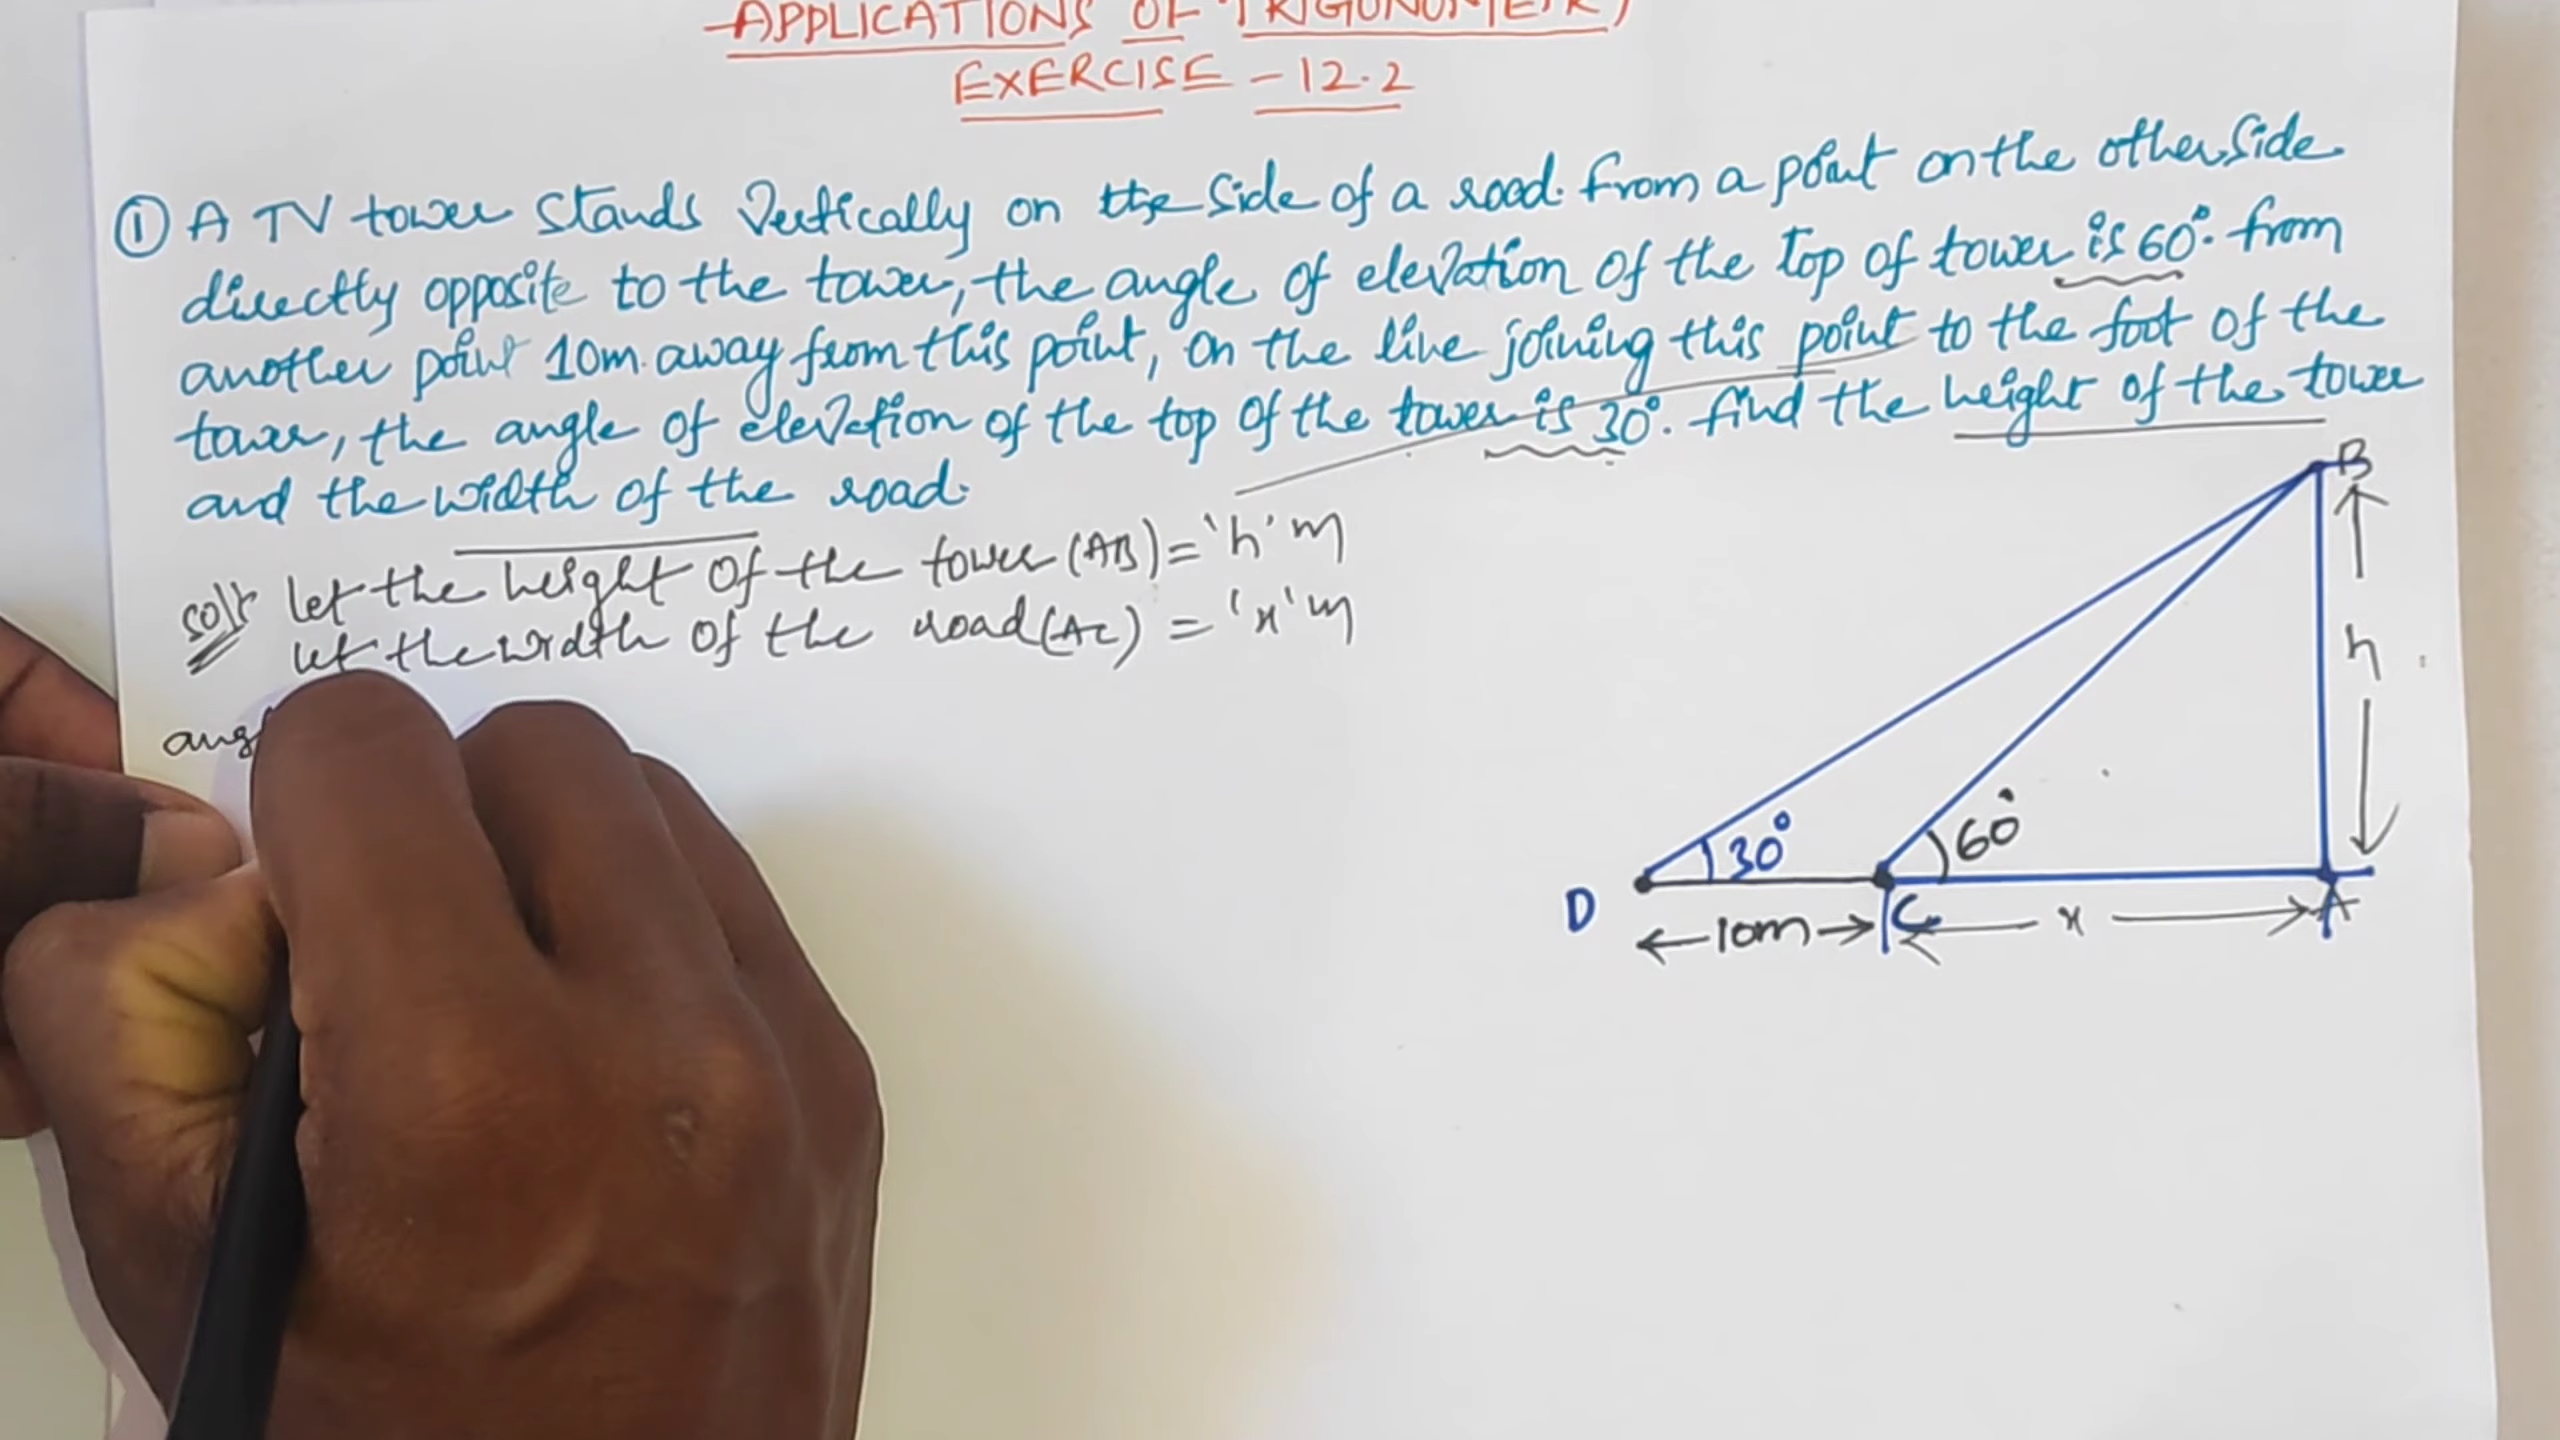 APPLICATIONS OF TRIGONOMETRY
EXERCISE - 12.2
① A TV tower stands vertically on the side of a road. From a point on the other side
directly opposite to the tower, the angle of elevation of the top of tower is 60°. from
another point 10m. away from this point, on the line joining this point to the foot of the
tower, the angle of elevation of the top of the tower is 30°. find the height of the tower
and the width of the road.
soln let the height of the tower (AB) = 'h' m
let the width of the road (AC) = 'x' m
ang
B
h
30°
60°
D
C
A
10m
x